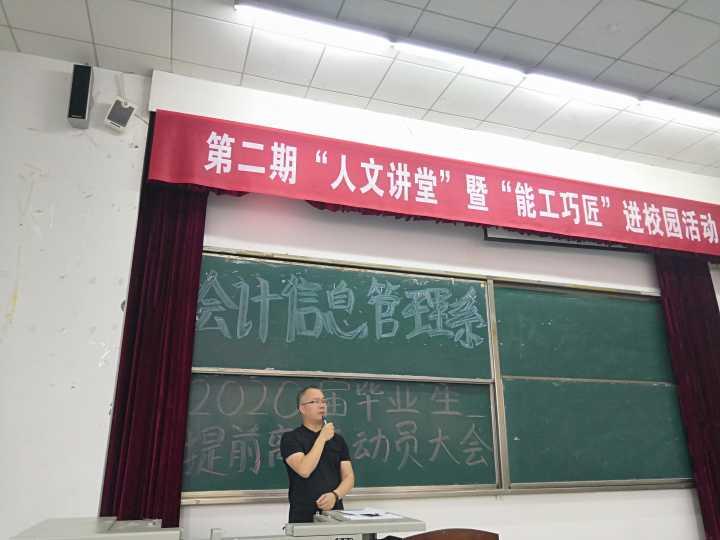 第二期“人文讲堂”暨“能工巧匠”进校园活动
会计信息管理系
2020届毕业生
提前离 动员大会